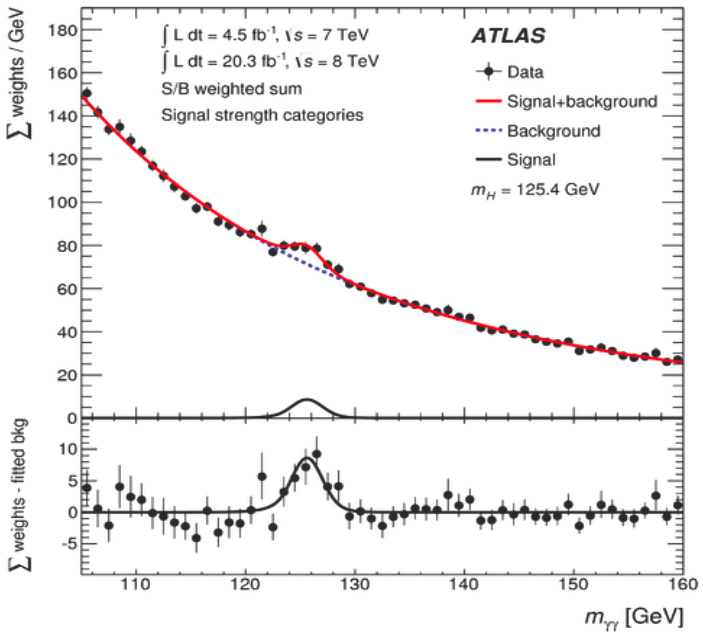 Σ weights / GeV
180
160
140
120
100
80
60
40
20
0
∫ L dt = 4.5 fb⁻¹, √s = 7 TeV
∫ L dt = 20.3 fb⁻¹, √s = 8 TeV
S/B weighted sum
Signal strength categories
ATLAS
Data
Signal+background
Background
Signal
m_H = 125.4 GeV
Σ weights - fitted bkg
10
5
0
-5
110 120 130 140 150 160
m_γγ [GeV]